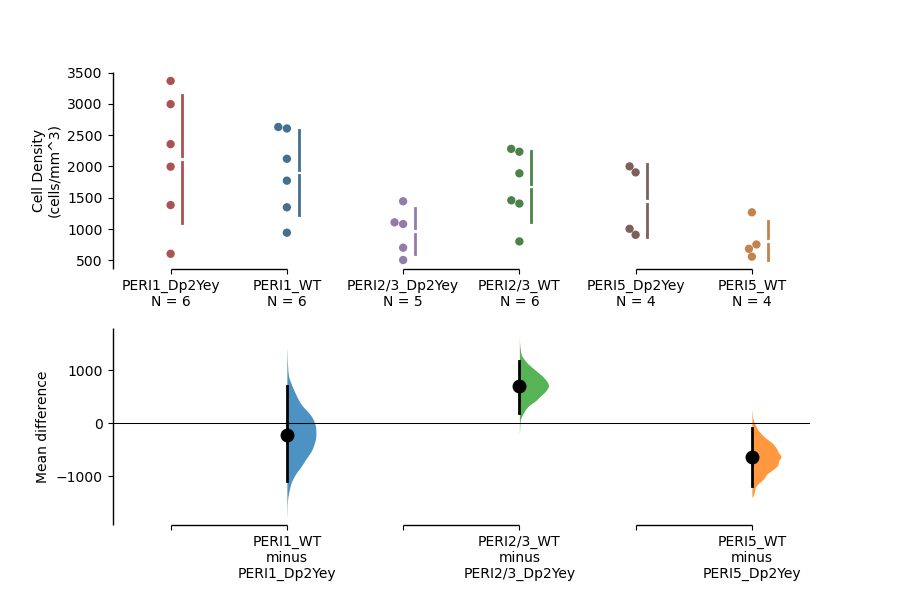 Cell Density
(cells/mm^3)
3500
3000
2500
2000
1500
1000
500
PERI1_Dp2Yey
N = 6
PERI1_WT
N = 6
PERI2/3_Dp2Yey
N = 5
PERI2/3_WT
N = 6
PERI5_Dp2Yey
N = 4
PERI5_WT
N = 4
Mean difference
1000
0
−1000
PERI1_WT
minus
PERI1_Dp2Yey
PERI2/3_WT
minus
PERI2/3_Dp2Yey
PERI5_WT
minus
PERI5_Dp2Yey